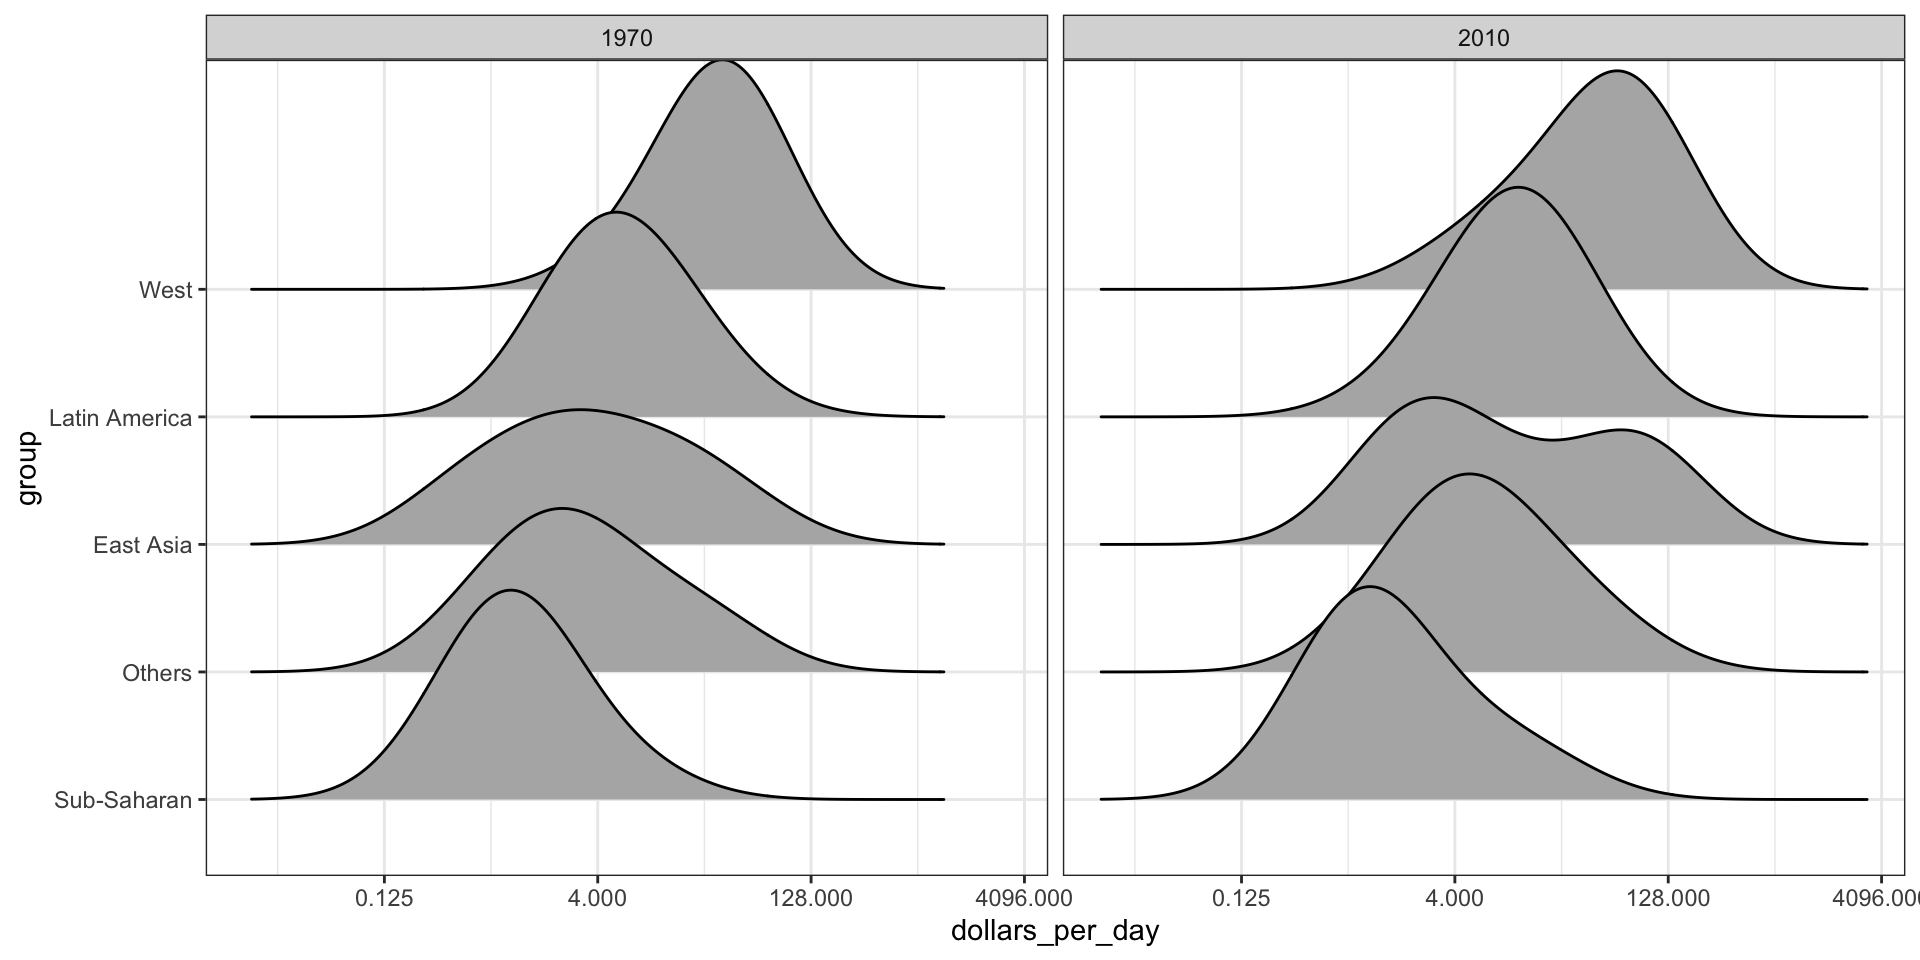 1970
2010
West
Latin America
East Asia
Others
Sub-Saharan
group
0.125
4.000
128.000
4096.000
0.125
4.000
128.000
4096.00
dollars_per_day